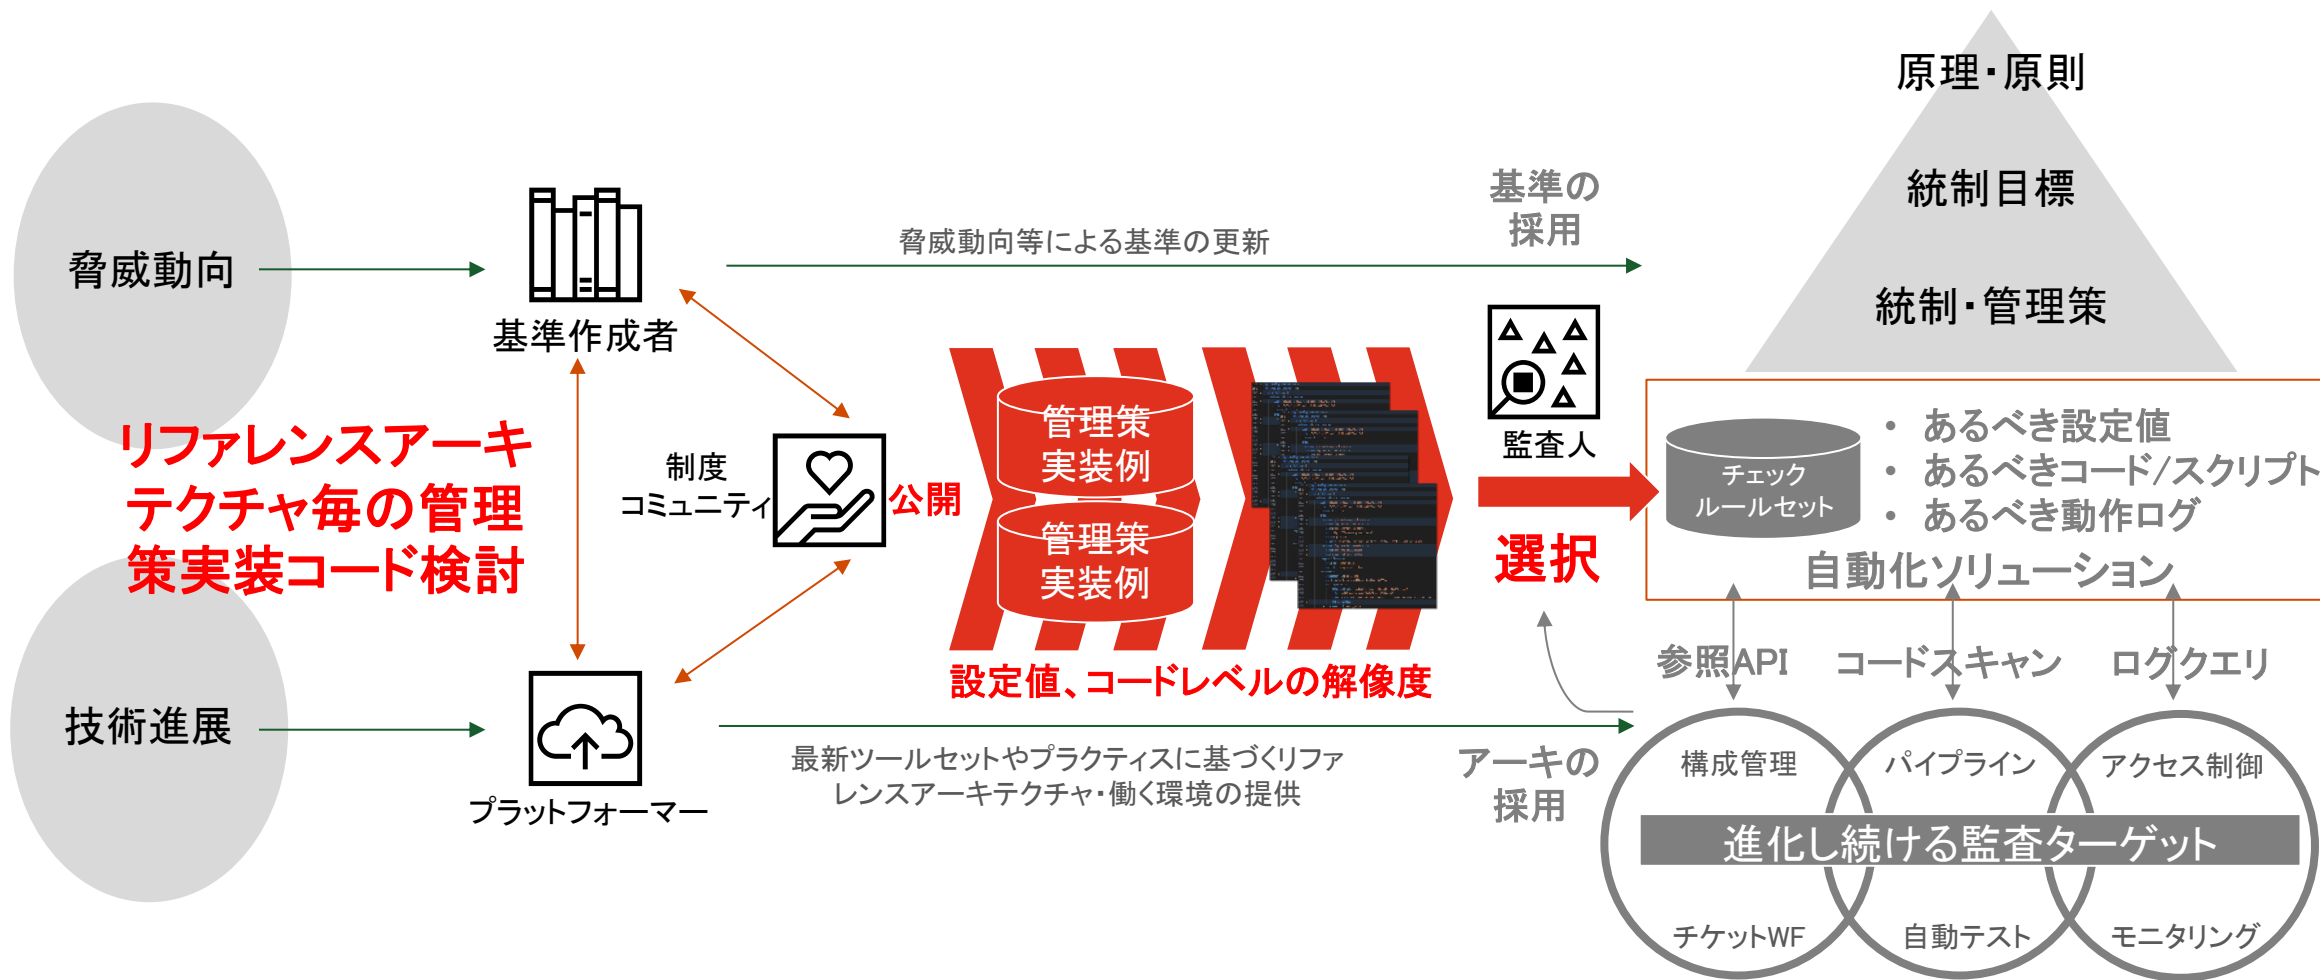 脅威動向
技術進展
リファレンスアーキ
テクチャ毎の管理
策実装コード検討
基準作成者
プラットフォーマー
制度
コミュニティ
公開
脅威動向等による基準の更新
管理策
実装例
管理策
実装例
設定値、コードレベルの解像度
最新ツールセットやプラクティスに基づくリファ
レンスアーキテクチャ・働く環境の提供
基準の
採用
監査人
選択
アーキの
採用
原理・原則
統制目標
統制・管理策
チェック
ルールセット
• あるべき設定値
• あるべきコード/スクリプト
• あるべき動作ログ
自動化ソリューション
参照API
コードスキャン
ログクエリ
構成管理
パイプライン
アクセス制御
進化し続ける監査ターゲット
チケットWF
自動テスト
モニタリング